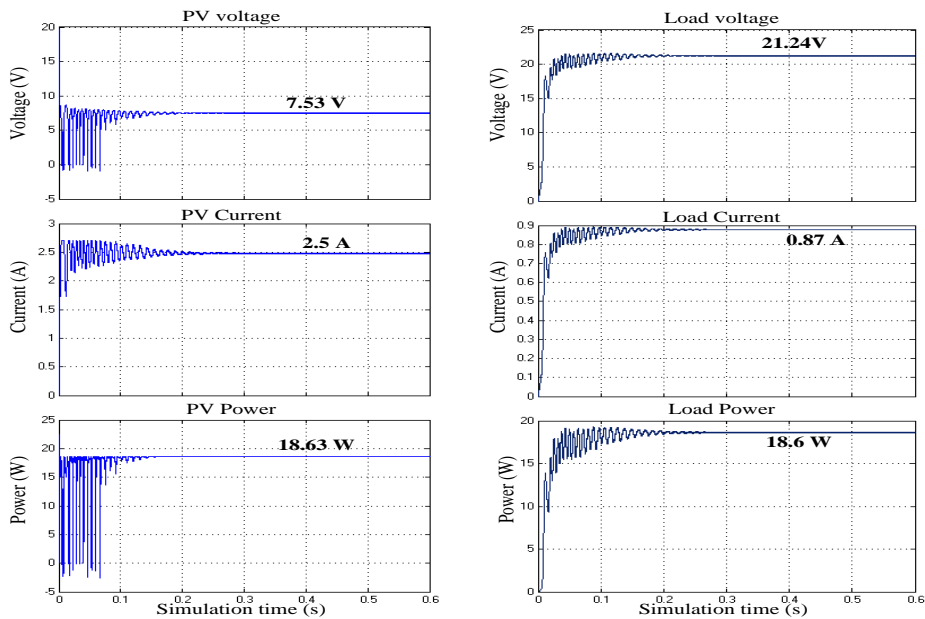 PV voltage
20
15
10
5
0
-5
Voltage (V)
7.53 V
PV Current
3
2.5
2
1.5
1
0.5
0
Current (A)
2.5 A
PV Power
25
20
15
10
5
0
-5
Power (W)
18.63 W
0
0.1
0.2
0.3
0.4
0.5
0.6
Simulation time (s)
Load voltage
25
20
15
10
5
0
Voltage (V)
21.24V
Load Current
0.9
0.8
0.7
0.6
0.5
0.4
0.3
0.2
0.1
0
Current (A)
0.87 A
Load Power
20
15
10
5
0
Power (W)
18.6 W
0
0.1
0.2
0.3
0.4
0.5
0.6
Simulation time (s)